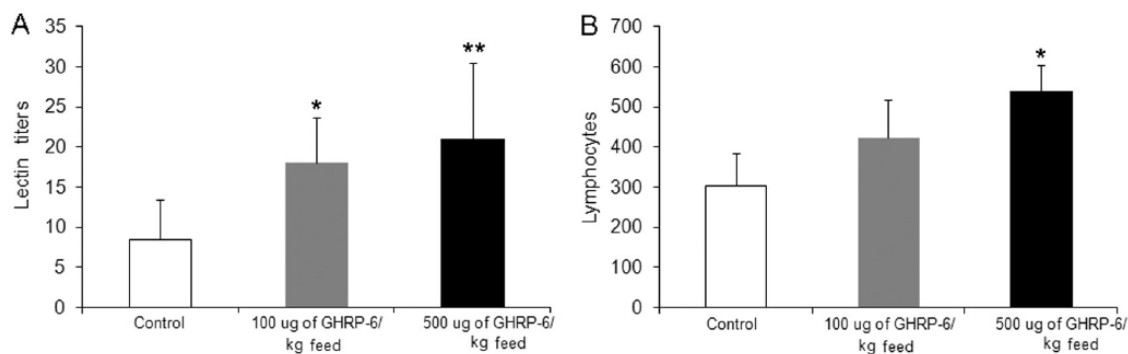 A
Lectin titers
35
30
25
20
15
10
5
0
*
**
Control
100 ug of GHRP-6/
kg feed
500 ug of GHRP-6/
kg feed
B
Lymphocytes
700
600
500
400
300
200
100
0
*
Control
100 ug of GHRP-6/
kg feed
500 ug of GHRP-6/
kg feed